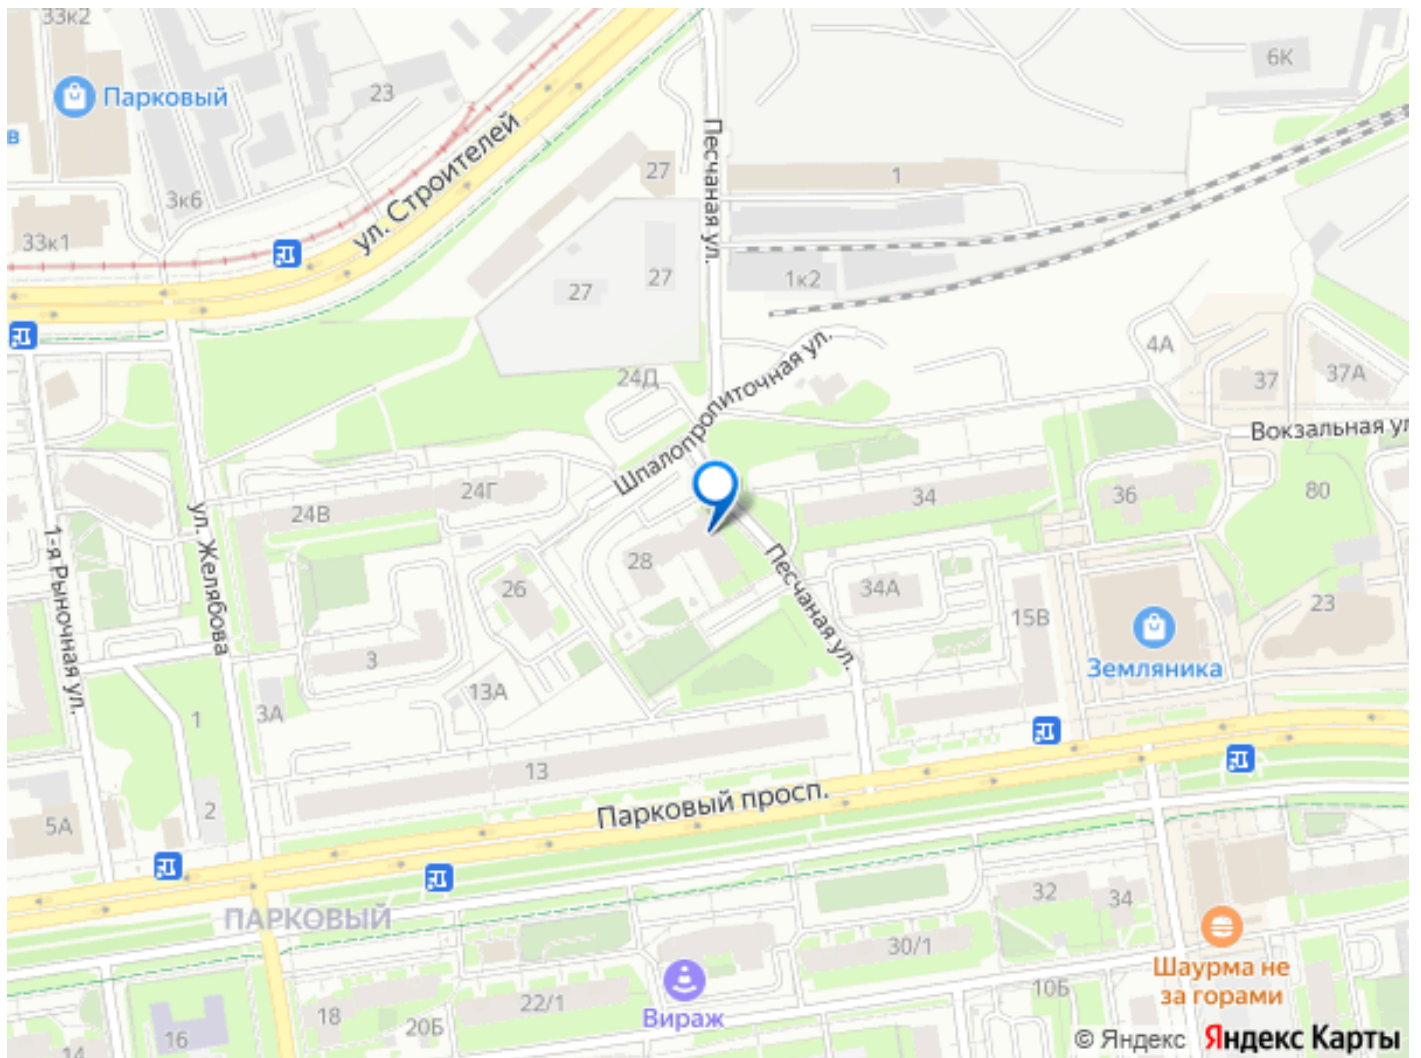 33к2
6К
Парковый
23
в
Песчаная ул.
ул. Строителей
27
1
3к6
33к1
27
27
1к2
4А
37
37А
24Д
Шпалопропиточная ул.
Вокзальная ул
24Г
24В
34
36
80
1-я Рыночная ул.
ул. Желябова
28
26
34А
Песчаная ул.
15В
23
3
Земляника
13А
1
3А
13
Парковый просп.
2
5А
ПАРКОВЫЙ
32
34
30/1
Шаурма не
за горами
22/1
10Б
18
20Б
Вираж
16
14
© Яндекс Яндекс Карты